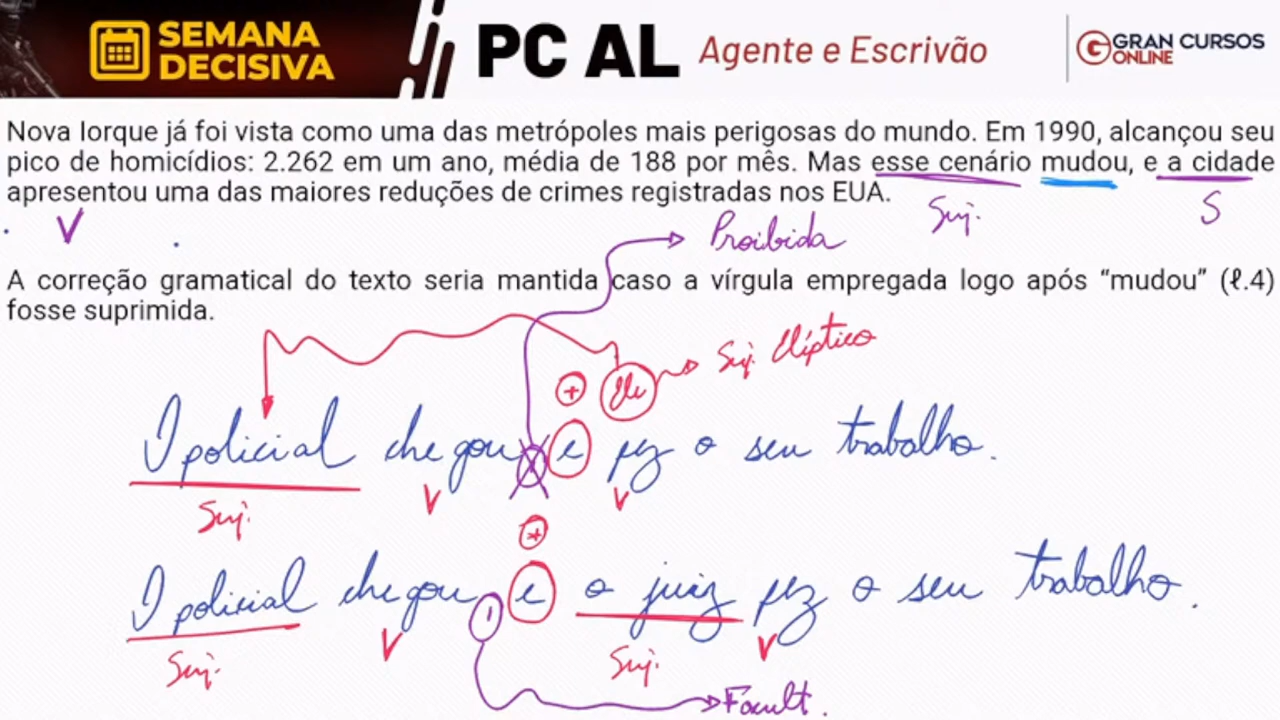 SEMANA
DECISIVA
PC AL Agente e Escrivão
GRAN CURSOS
ONLINE
Nova Iorque já foi vista como uma das metrópoles mais perigosas do mundo. Em 1990, alcançou seu
pico de homicídios: 2.262 em um ano, média de 188 por mês. Mas esse cenário mudou, e a cidade
apresentou uma das maiores reduções de crimes registradas nos EUA.
V
Suj.
S
Proibida
A correção gramatical do texto seria mantida caso a vírgula empregada logo após “mudou” (ℓ.4)
fosse suprimida.
+ Ele Suj. Elíptico
O policial chegou, e fez o seu trabalho.
Suj. V V
+
O policial chegou, e o juiz fez o seu trabalho.
Suj. V Suj. V
Facult.